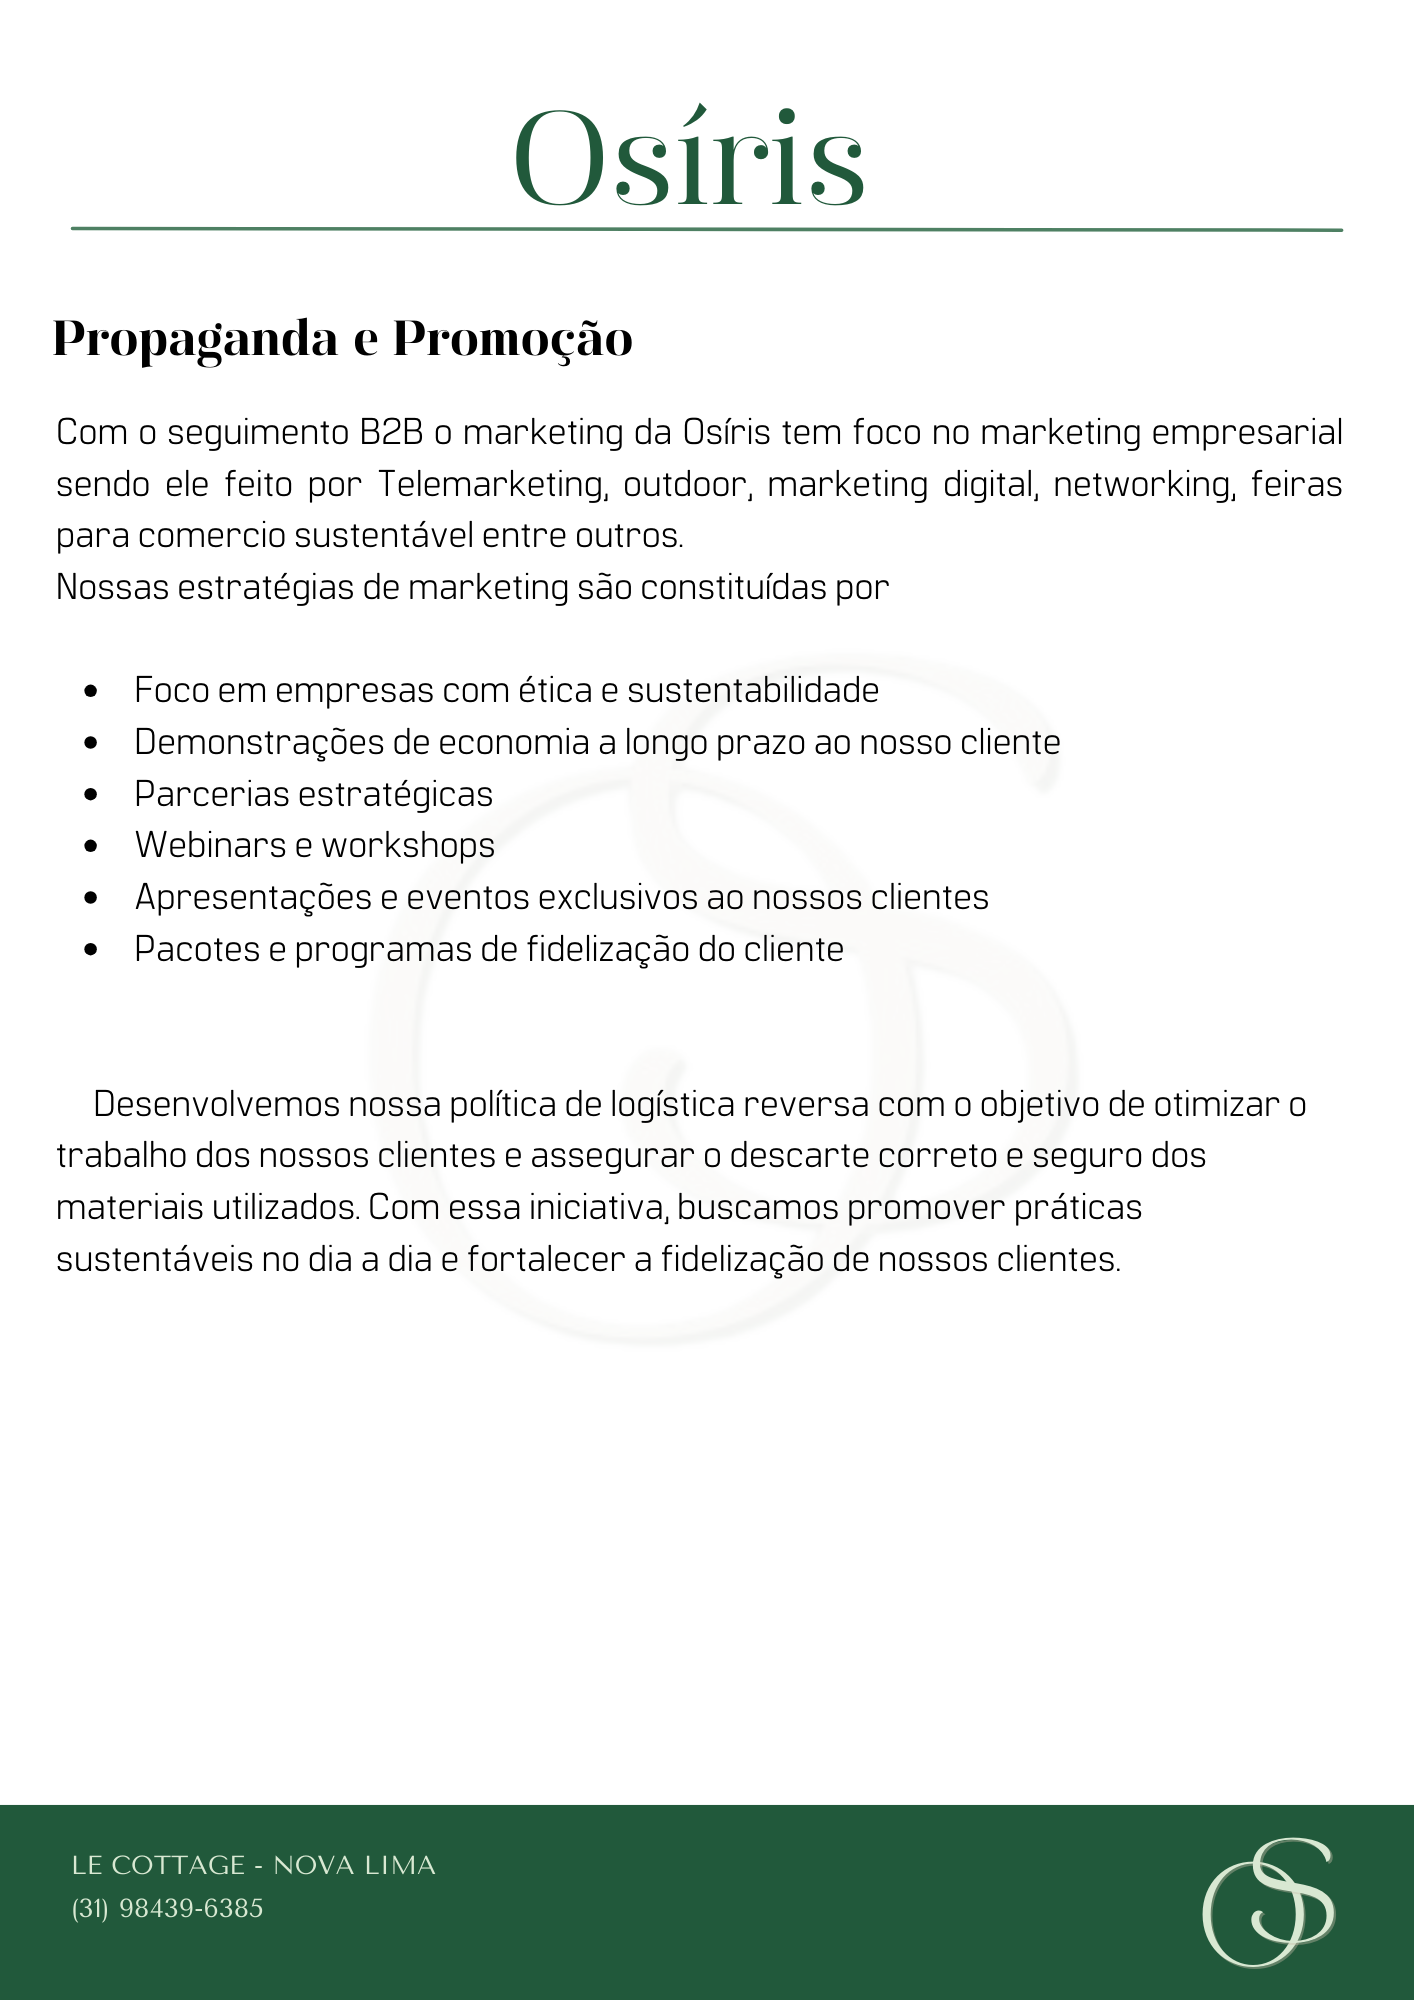 Osíris
Propaganda e Promoção
Com o seguimento B2B o marketing da Osíris tem foco no marketing empresarial
sendo ele feito por Telemarketing, outdoor, marketing digital, networking, feiras
para comercio sustentável entre outros.
Nossas estratégias de marketing são constituídas por
• Foco em empresas com ética e sustentabilidade
• Demonstrações de economia a longo prazo ao nosso cliente
• Parcerias estratégicas
• Webinars e workshops
• Apresentações e eventos exclusivos ao nossos clientes
• Pacotes e programas de fidelização do cliente
Desenvolvemos nossa política de logística reversa com o objetivo de otimizar o
trabalho dos nossos clientes e assegurar o descarte correto e seguro dos
materiais utilizados. Com essa iniciativa, buscamos promover práticas
sustentáveis no dia a dia e fortalecer a fidelização de nossos clientes.
LE COTTAGE - NOVA LIMA
(31) 98439-6385
OS